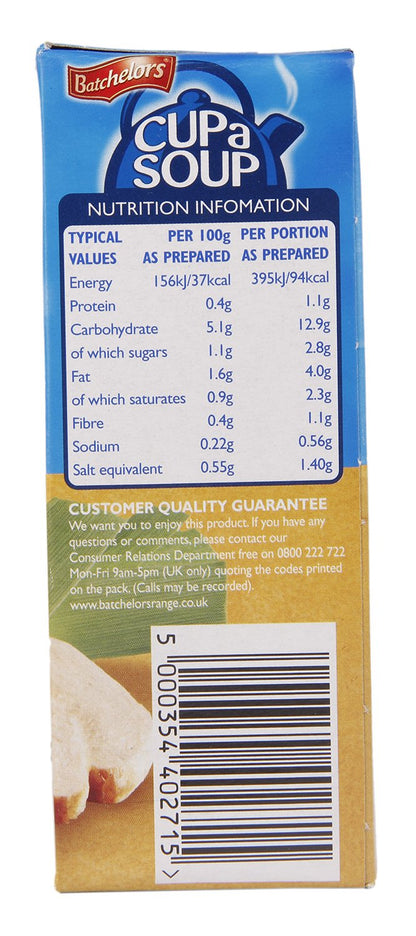 Batchelors
CUPa
SOUP
NUTRITION INFOMATION
TYPICAL PER 100g PER PORTION
VALUES AS PREPARED AS PREPARED
Energy 156kJ/37kcal 395kJ/94kcal
Protein 0.4g 1.1g
Carbohydrate 5.1g 12.9g
of which sugars 1.1g 2.8g
Fat 1.6g 4.0g
of which saturates 0.9g 2.3g
Fibre 0.4g 1.1g
Sodium 0.22g 0.56g
Salt equivalent 0.55g 1.40g
CUSTOMER QUALITY GUARANTEE
We want you to enjoy this product. If you have any
questions or comments, please contact our
Consumer Relations Department free on 0800 222 722
Mon-Fri 9am-5pm (UK only) quoting the codes printed
on the pack. (Calls may be recorded).
www.batchelorsrange.co.uk
5 000354 402715 >